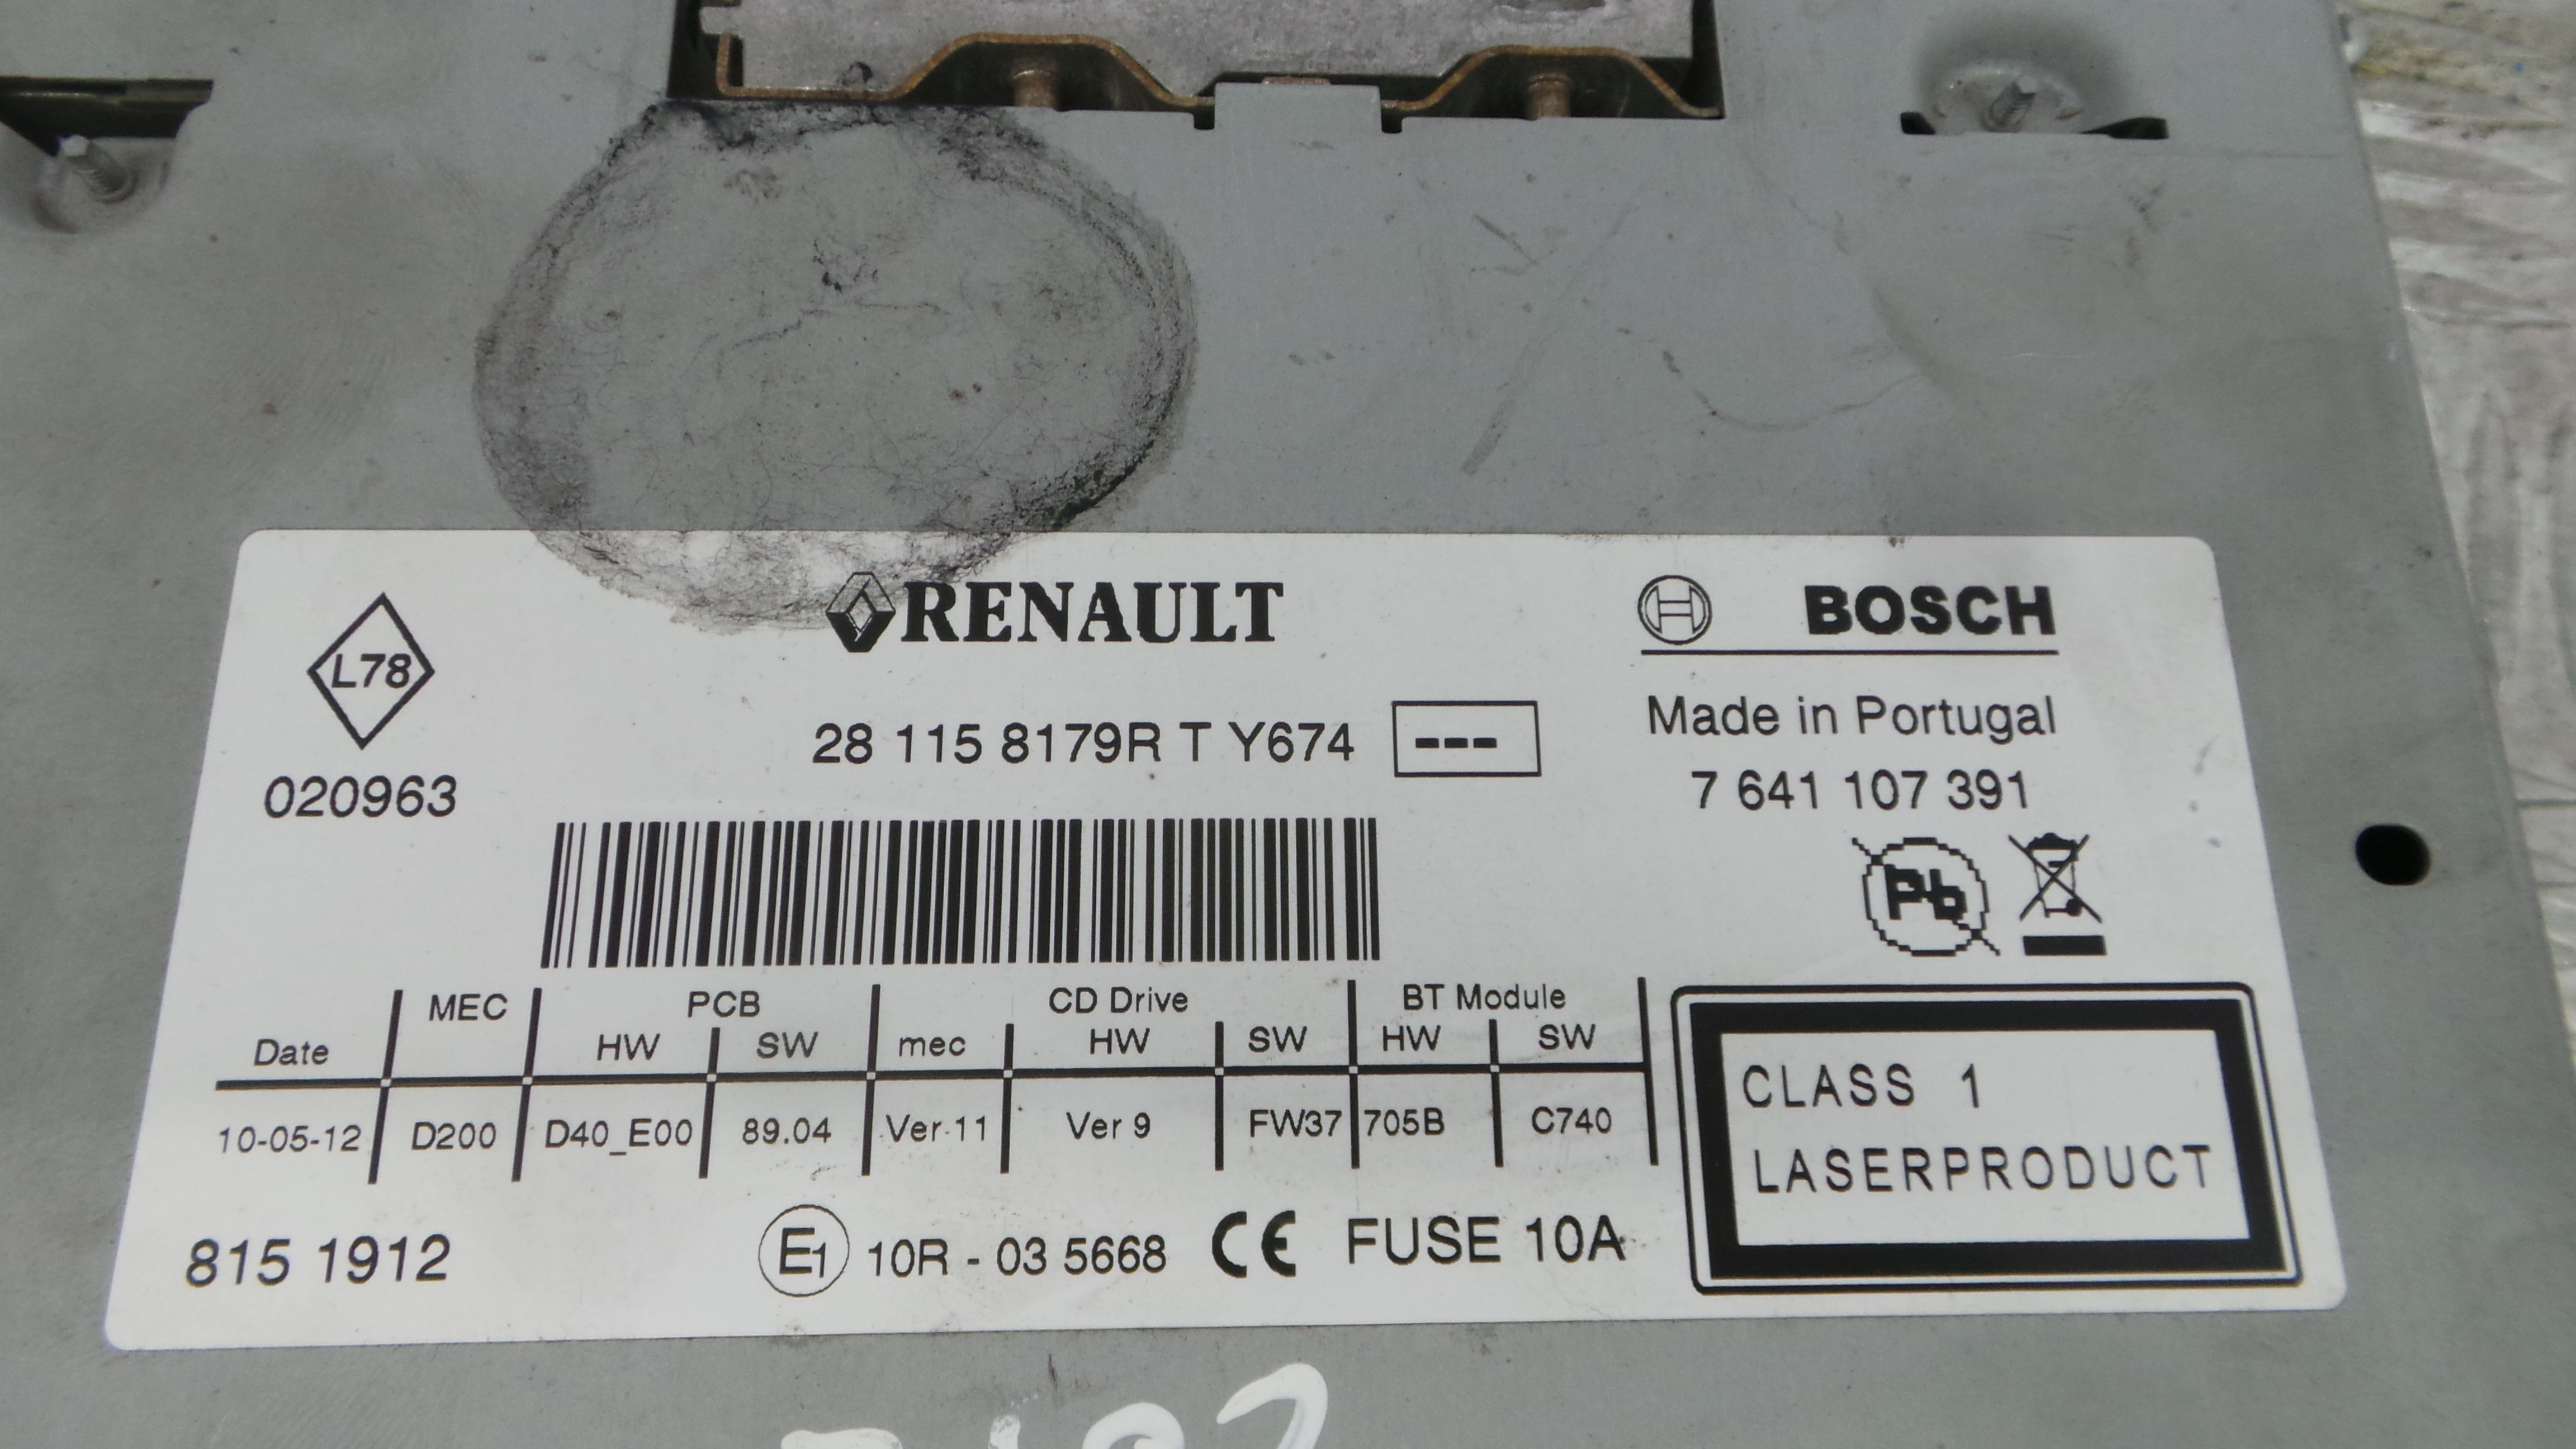 L78
020963
RENAULT
28 115 8179R T Y674 ---
BOSCH
Made in Portugal
7 641 107 391
Pb
Date MEC PCB CD Drive BT Module
HW SW mec HW SW HW SW
10-05-12 D200 D40_E00 89.04 Ver 11 Ver 9 FW37 705B C740
CLASS 1
LASERPRODUCT
815 1912
E1 10R - 03 5668 CE FUSE 10A